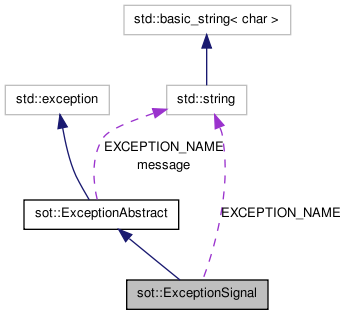 std::basic_string< char >
std::exception
std::string
EXCEPTION_NAME
message
sot::ExceptionAbstract
EXCEPTION_NAME
sot::ExceptionSignal